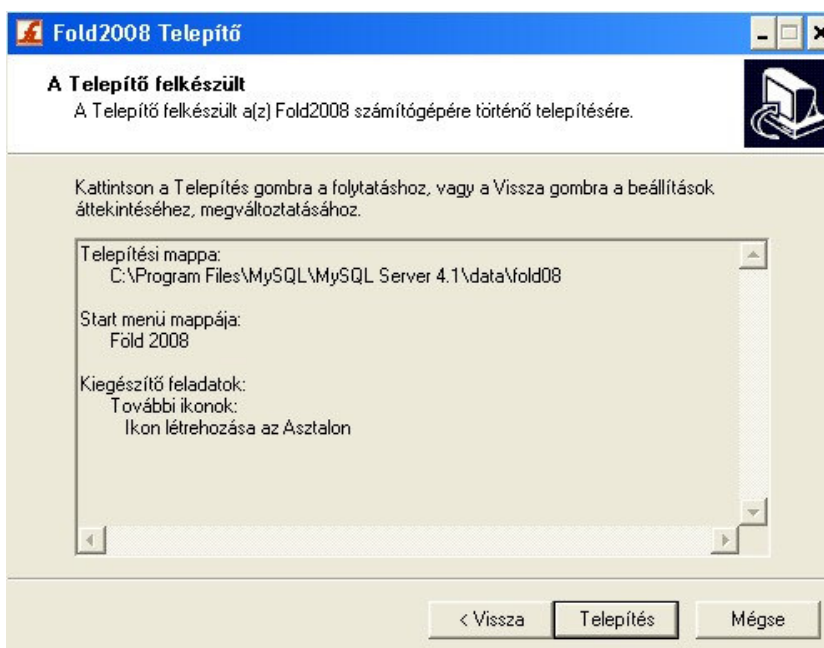 Fold2008 Telepítő
A Telepítő felkészült
A Telepítő felkészült a(z) Fold2008 számítógépére történő telepítésére.
Kattintson a Telepítés gombra a folytatáshoz, vagy a Vissza gombra a beállítások
áttekintéséhez, megváltoztatásához.
Telepítési mappa:
C:\Program Files\MySQL\MySQL Server 4.1\data\fold08
Start menü mappája:
Föld 2008
Kiegészítő feladatok:
További ikonok:
Ikon létrehozása az Asztalon
< Vissza
Telepítés
Mégse